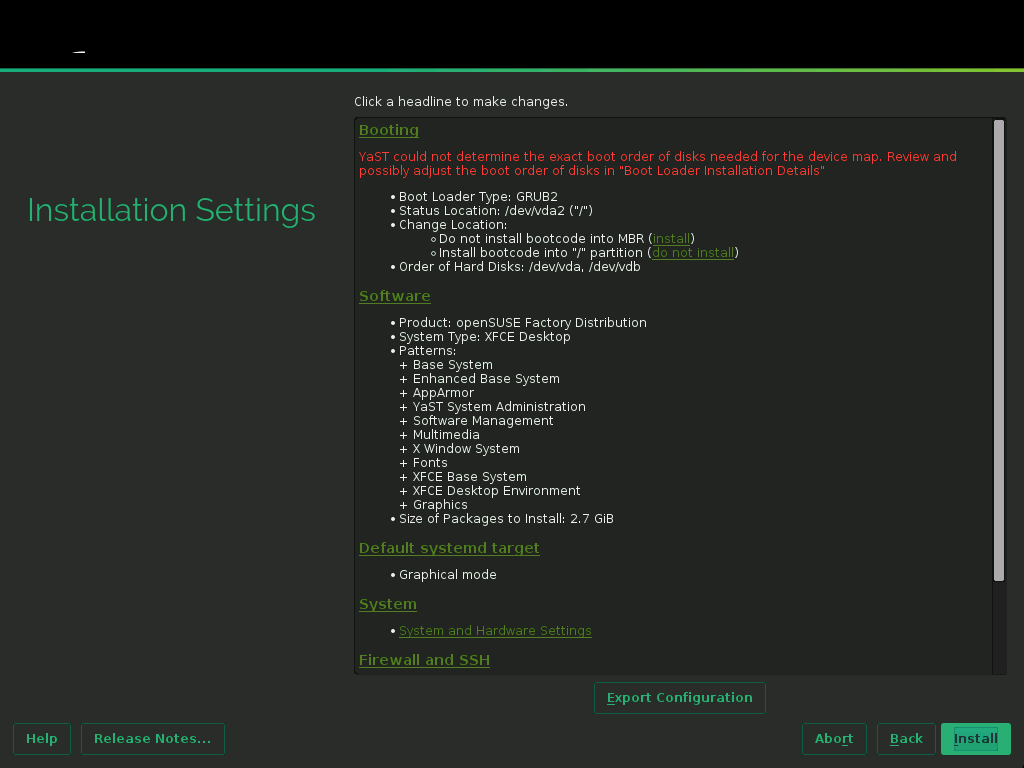 Click a headline to make changes.
Installation Settings
Booting
YaST could not determine the exact boot order of disks needed for the device map. Review and
possibly adjust the boot order of disks in "Boot Loader Installation Details"
• Boot Loader Type: GRUB2
• Status Location: /dev/vda2 ("/")
• Change Location:
◦ Do not install bootcode into MBR (install)
◦ Install bootcode into "/" partition (do not install)
• Order of Hard Disks: /dev/vda, /dev/vdb
Software
• Product: openSUSE Factory Distribution
• System Type: XFCE Desktop
• Patterns:
+ Base System
+ Enhanced Base System
+ AppArmor
+ YaST System Administration
+ Software Management
+ Multimedia
+ X Window System
+ Fonts
+ XFCE Base System
+ XFCE Desktop Environment
+ Graphics
• Size of Packages to Install: 2.7 GiB
Default systemd target
• Graphical mode
System
• System and Hardware Settings
Firewall and SSH
Export Configuration
Help
Release Notes...
Abort
Back
Install